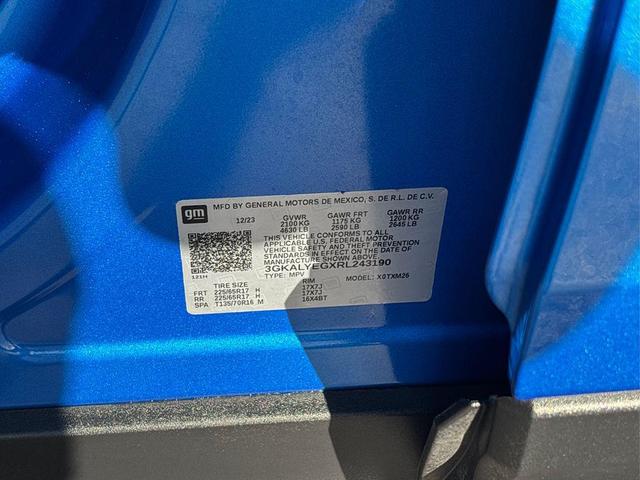 MFD BY GENERAL MOTORS DE MEXICO, S. DE R.L. DE C.V.
gm
12/23 GVWR GAWR FRT GAWR RR
2100 KG 1175 KG 1200 KG
4630 LB 2590 LB 2645 LB
THIS VEHICLE CONFORMS TO ALL
APPLICABLE U.S. FEDERAL MOTOR
VEHICLE SAFETY AND THEFT PREVENTION
STANDARDS IN EFFECT ON THE DATE OF
MANUFACTURE SHOWN ABOVE.
3GKALYEGXRL243190
TYPE: MPV MODEL: X0TXM26
TIRE SIZE RIM
FRT 225/65R17 H 17X7J
RR 225/65R17 H 17X7J
SPA T135/70R16 M 16X4BT